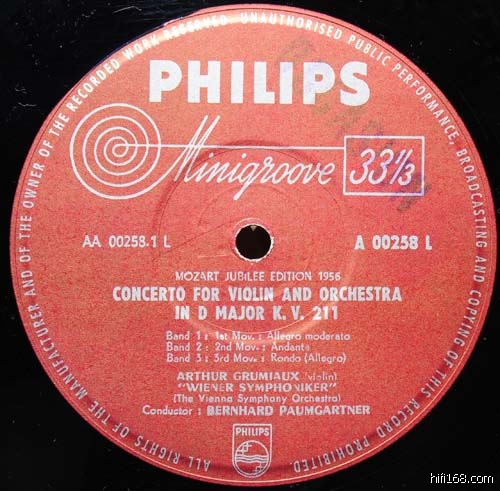 ALL RIGHTS OF THE MANUFACTURER AND OF THE OWNER OF THE RECORDED WORK RESERVED UNAUTHORISED PUBLIC PERFORMANCE, BROADCASTING AND COPYING OF THIS RECORD PROHIBITED
PHILIPS
Minigroove 33⅓
AA 00258-1 L
A 00258 L
MOZART JUBILEE EDITION 1956
CONCERTO FOR VIOLIN AND ORCHESTRA
IN D MAJOR K. V. 211
Band 1 : 1st Mov. : Allegro moderato
Band 2 : 2nd Mov. : Andante
Band 3 : 3rd Mov. : Rondo (Allegro)
ARTHUR GRUMIAUX (violin)
"WIENER SYMPHONIKER"
(The Vienna Symphony Orchestra)
Conductor : BERNHARD PAUMGARTNER
PHILIPS
hifi168.com